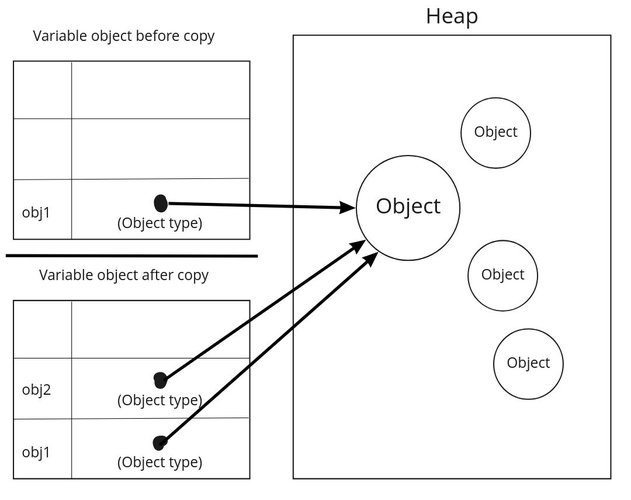 Variable object before copy
obj1
(Object type)
Variable object after copy
obj2
(Object type)
obj1
(Object type)
Heap
Object
Object
Object
Object